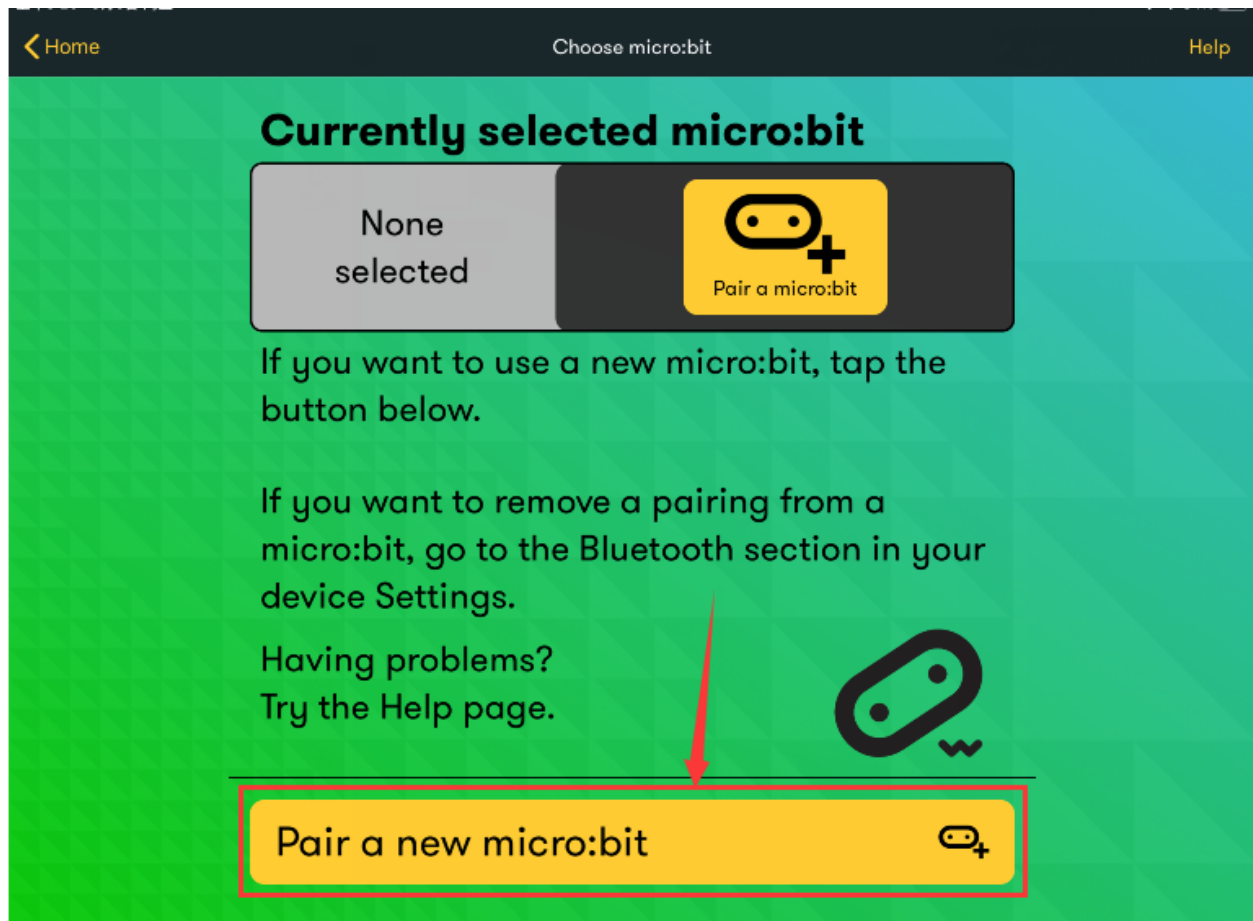 Home
Choose micro:bit
Help
Currently selected micro:bit
None
selected
Pair a micro:bit
If you want to use a new micro:bit, tap the
button below.
If you want to remove a pairing from a
micro:bit, go to the Bluetooth section in your
device Settings.
Having problems?
Try the Help page.
Pair a new micro:bit